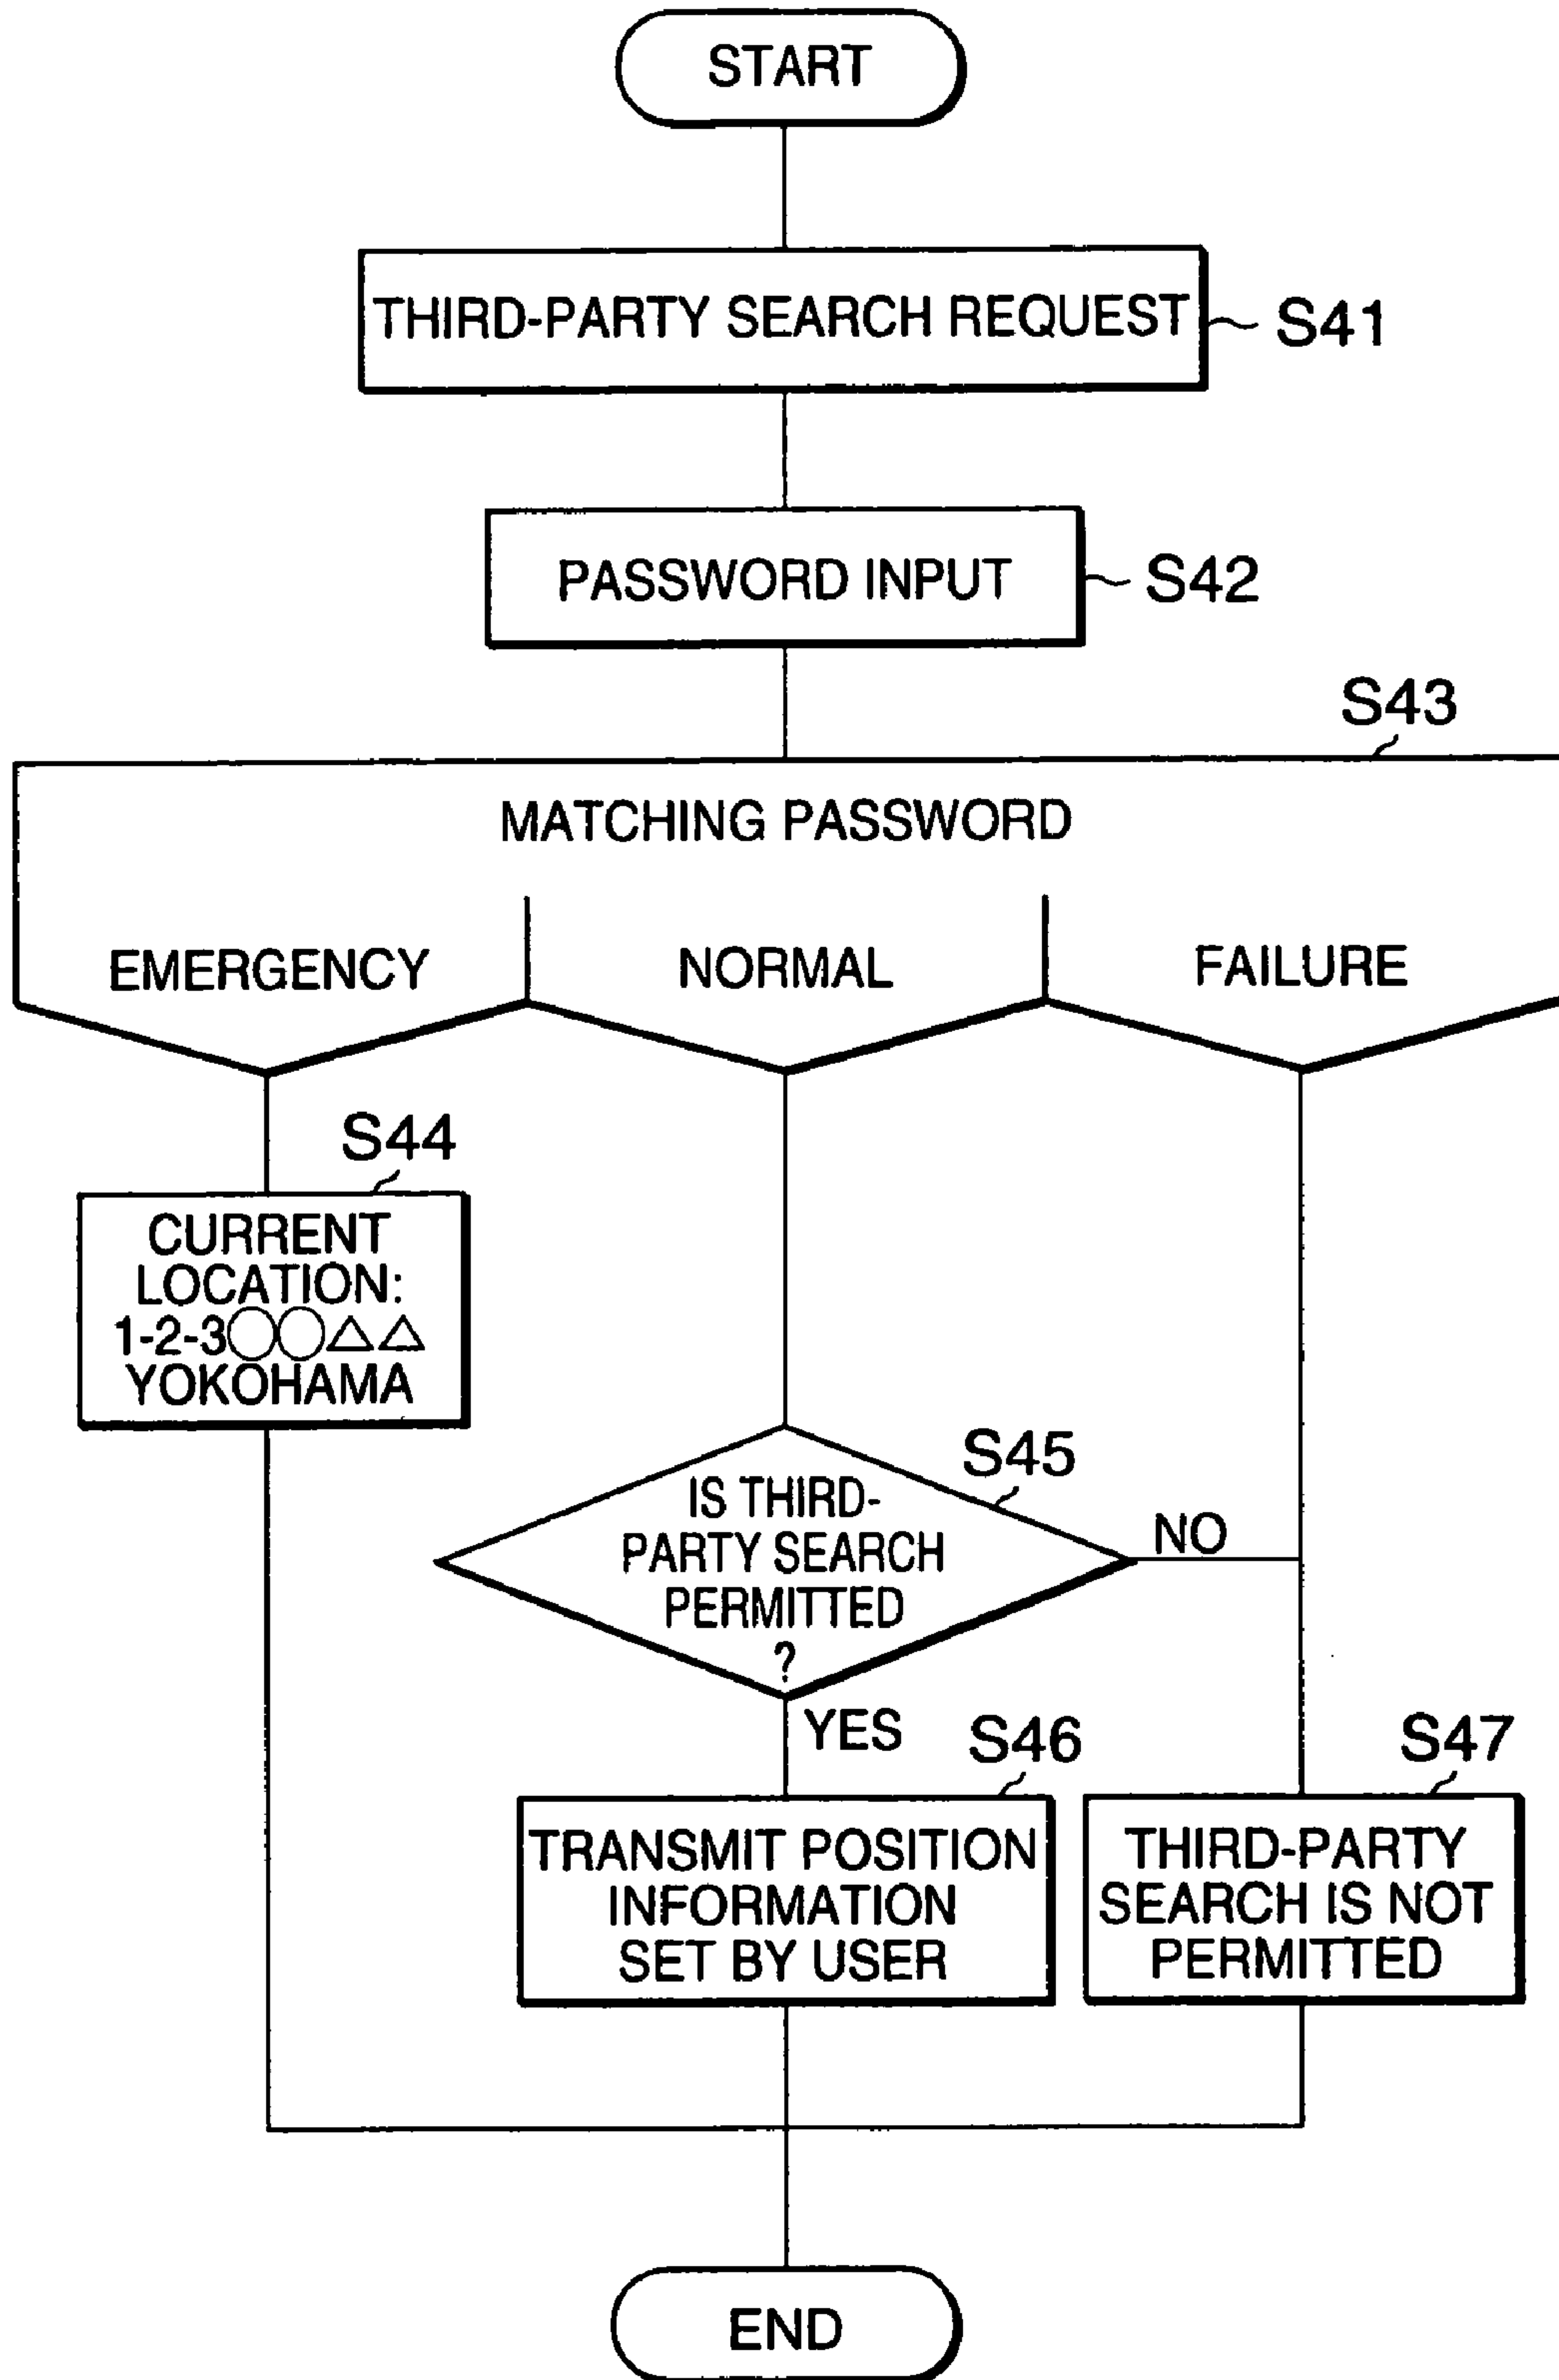 START
THIRD-PARTY SEARCH REQUEST
S41
PASSWORD INPUT
S42
S43
MATCHING PASSWORD
EMERGENCY
NORMAL
FAILURE
S44
CURRENT
LOCATION:
1-2-3○○△△
YOKOHAMA
S45
IS THIRD-
PARTY SEARCH
PERMITTED
?
NO
YES
S46
TRANSMIT POSITION
INFORMATION
SET BY USER
S47
THIRD-PARTY
SEARCH IS NOT
PERMITTED
END